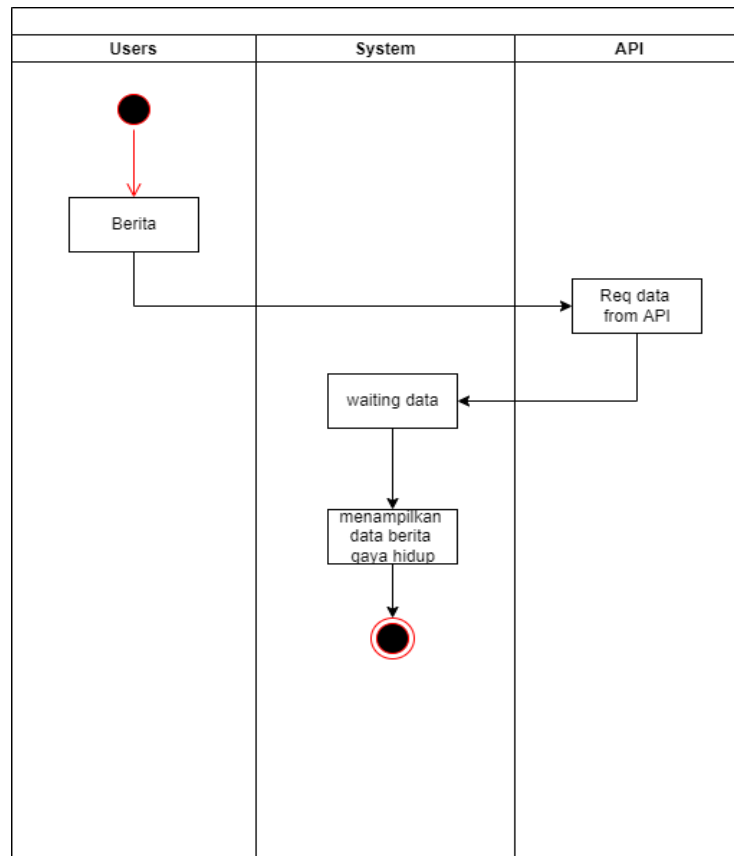 Users
System
API
Berita
Req data
from API
waiting data
menampilkan
data berita
gaya hidup